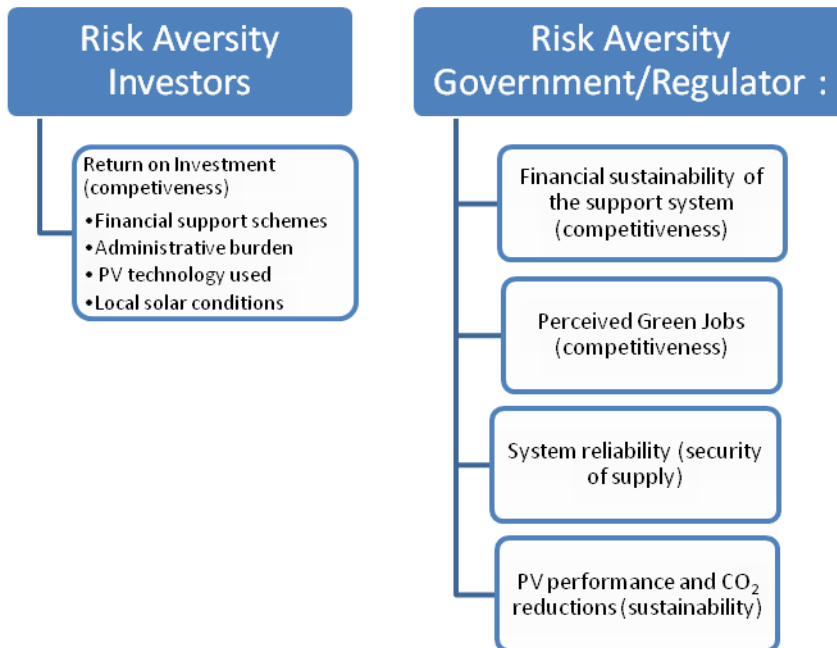 Risk Aversity
Investors
Return on Investment
(competiveness)
•Financial support schemes
•Administrative burden
• PV technology used
•Local solar conditions
Risk Aversity
Government/Regulator :
Financial sustainability of
the support system
(competitiveness)
Perceived Green Jobs
(competitiveness)
System reliability (security
of supply)
PV performance and CO₂
reductions (sustainability)